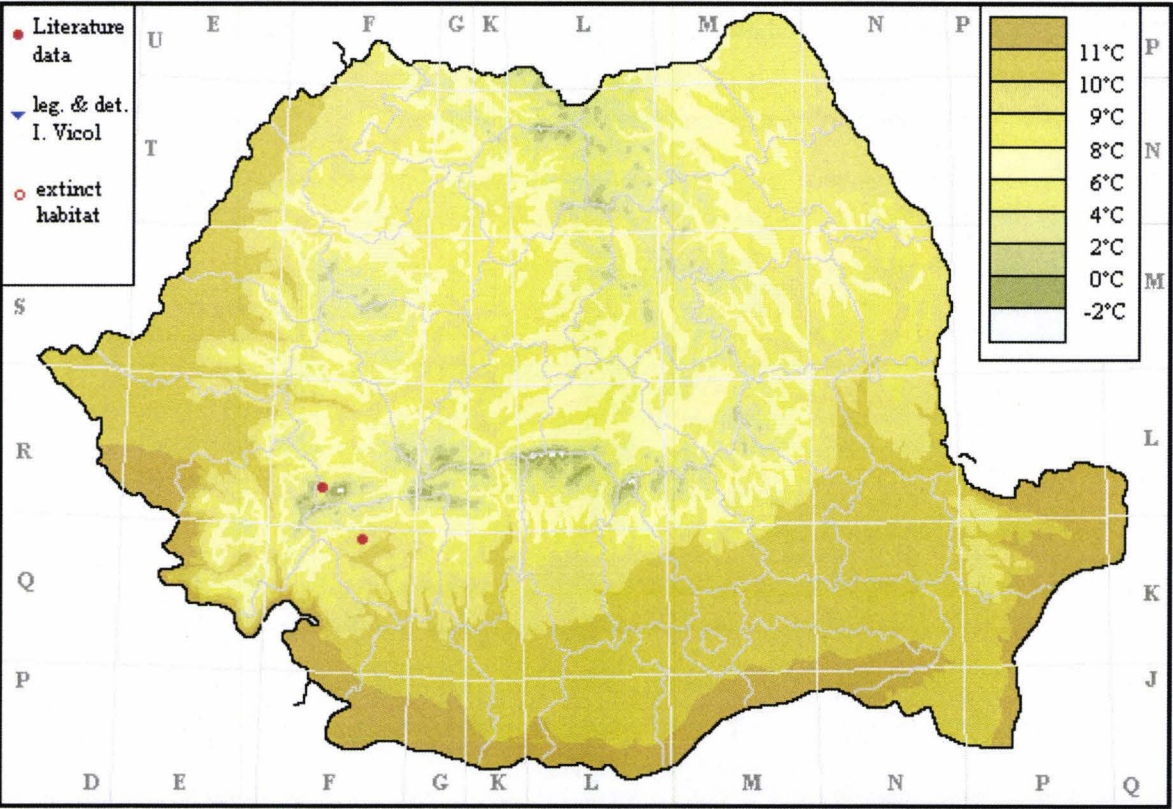 Literature
data
leg. & det.
I. Vicol
extinct
habitat
E F G K L M N P
U
T
S
R
Q
P
11°C
10°C
9°C
8°C
6°C
4°C
2°C
0°C
-2°C
P
N
M
L
K
J
D E F G K L M N P Q